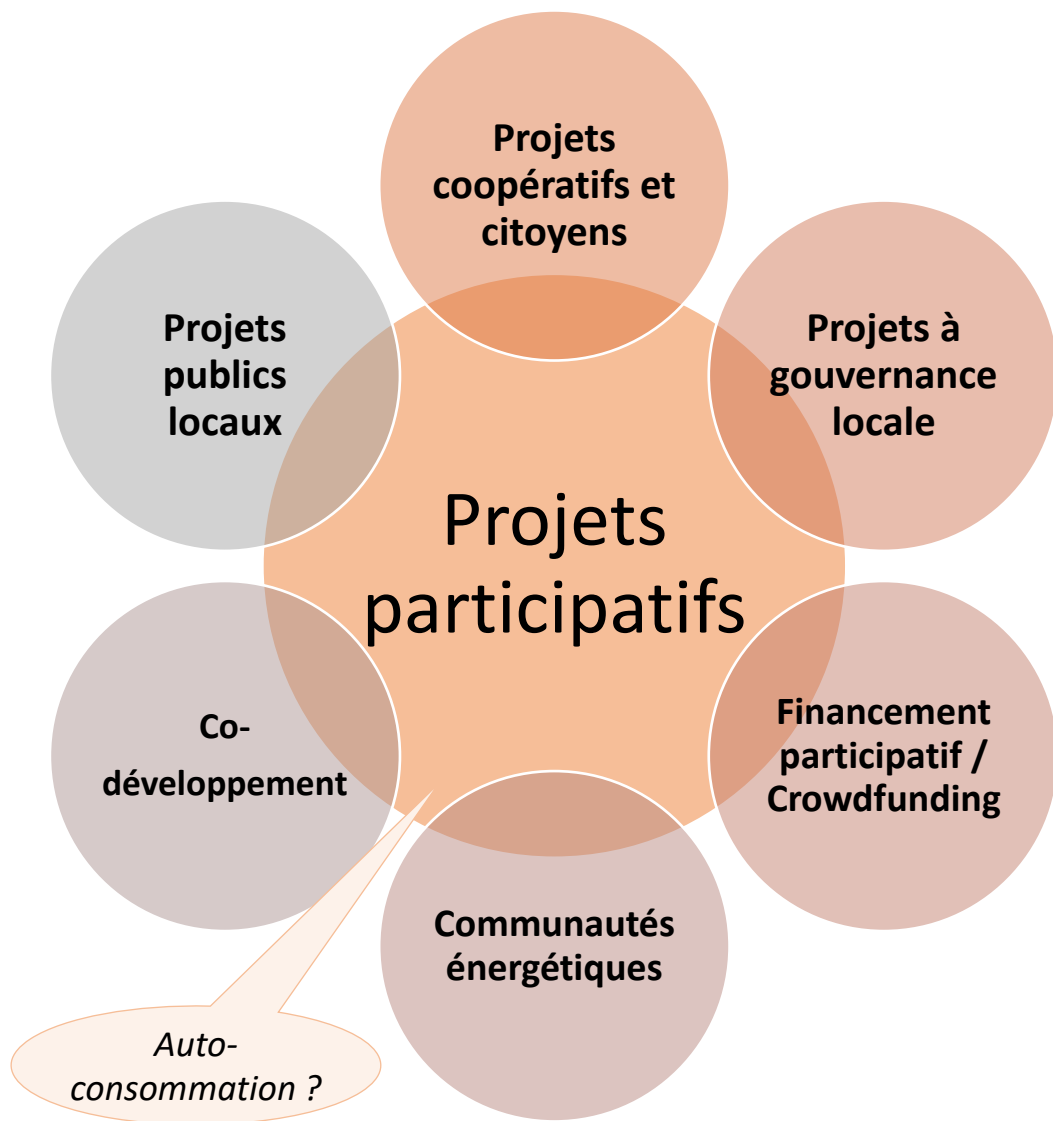 Projets
coopératifs et
citoyens
Projets à
gouvernance
locale
Financement
participatif /
Crowdfunding
Communautés
énergétiques
Co-
développement
Projets
publics
locaux
Projets
participatifs
Auto-
consommation ?